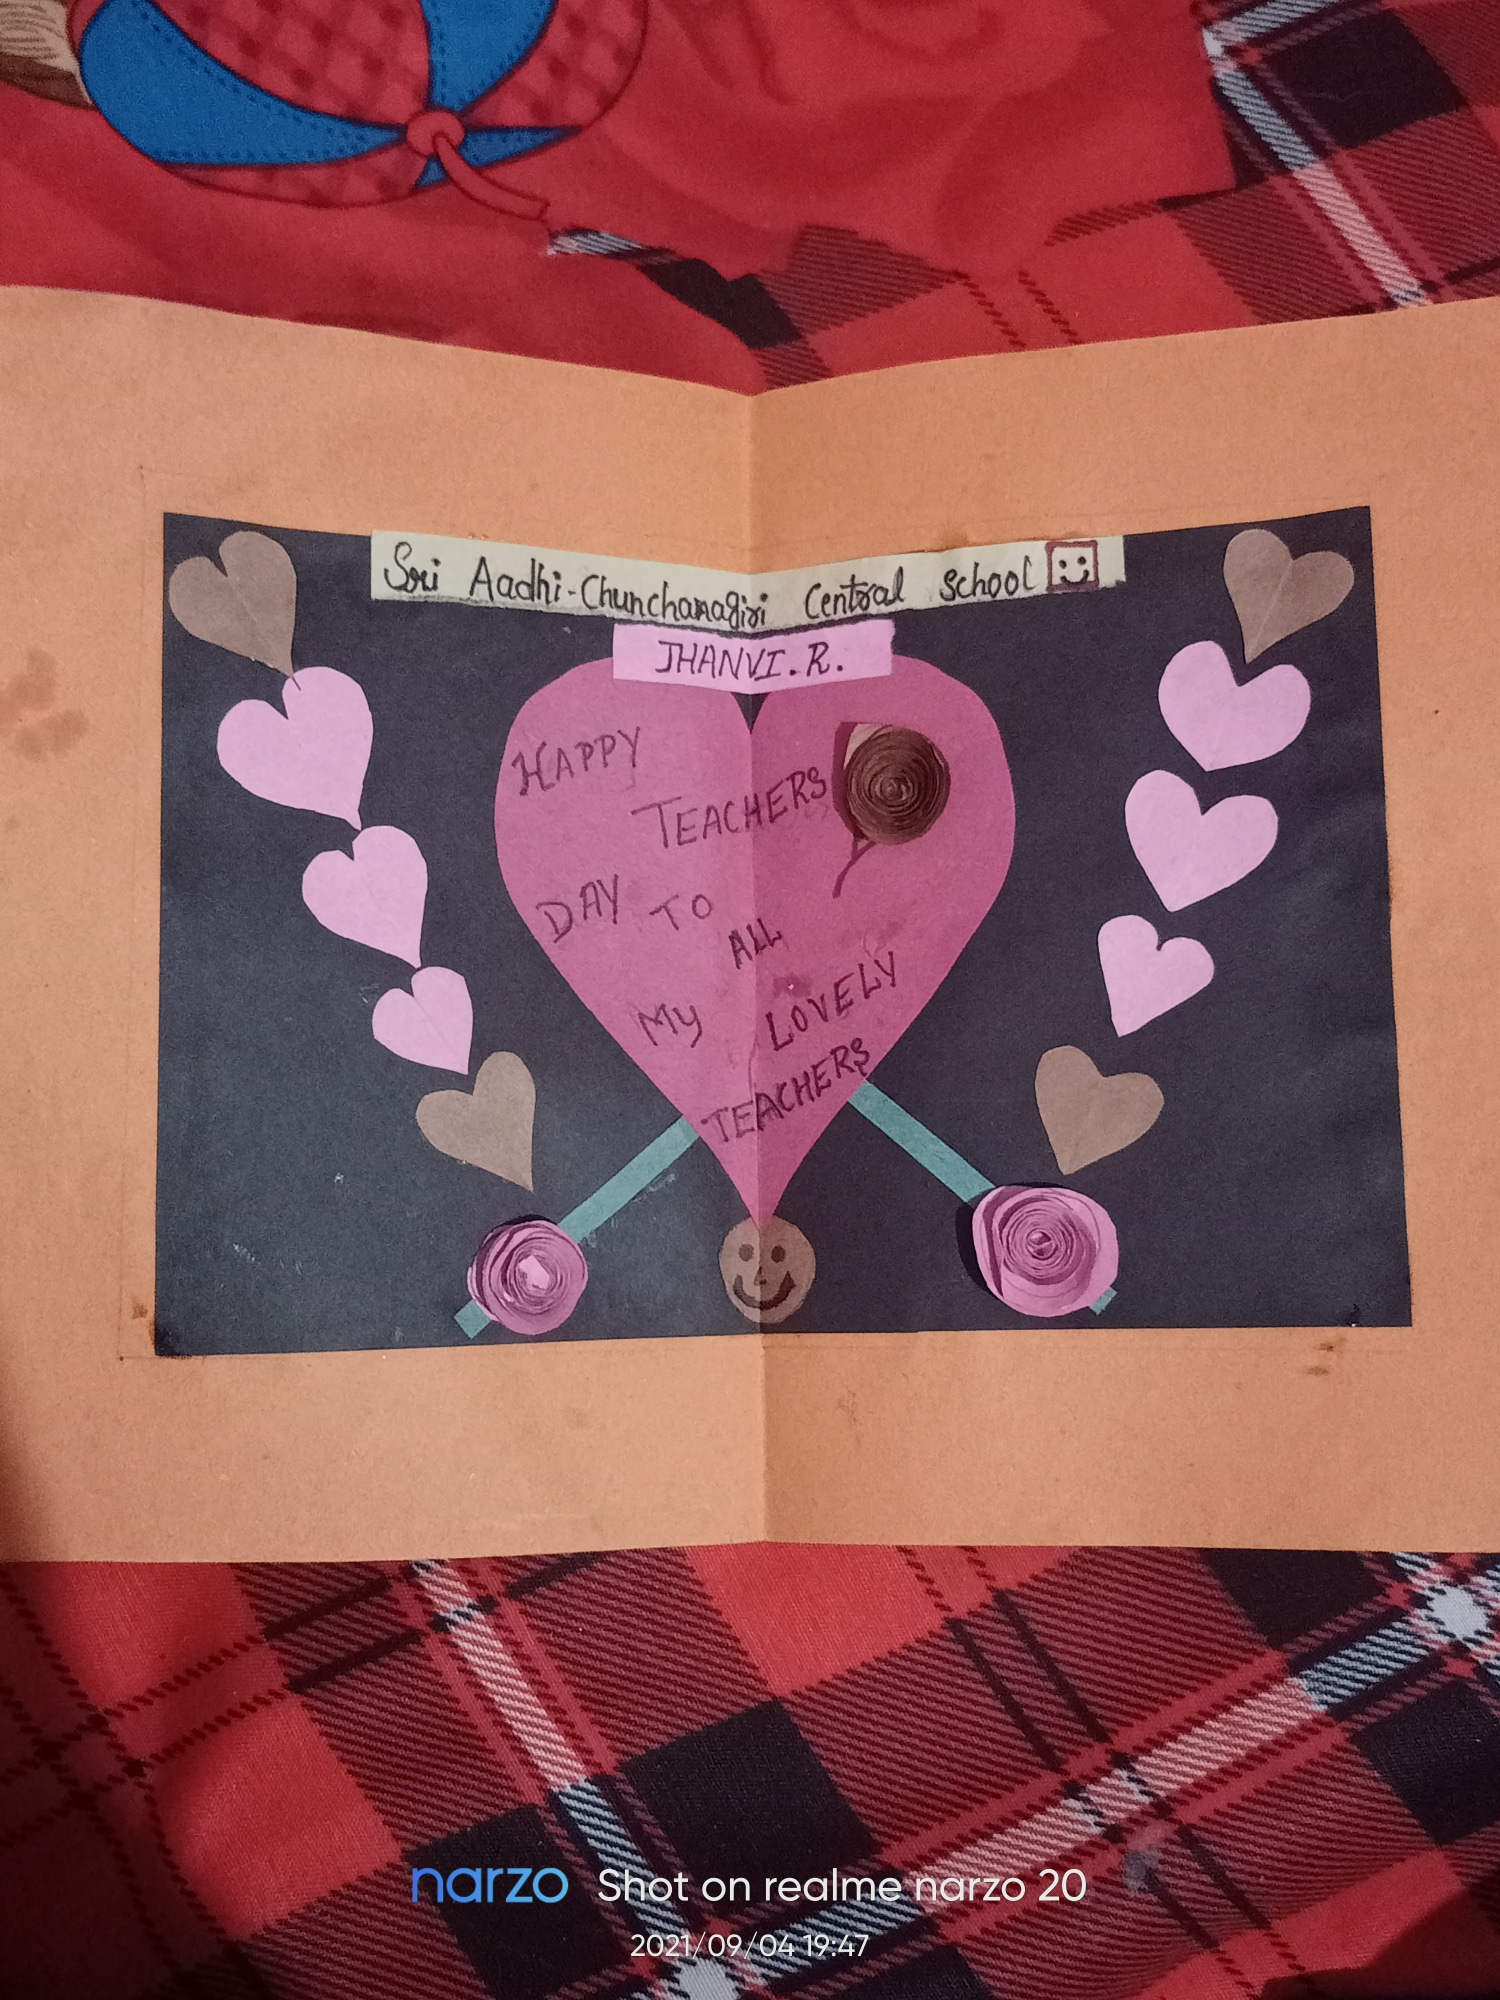 Sri Aadhi-Chunchanagiri Central School
JHANVI.R.
HAPPY
TEACHERS
DAY TO
ALL
My LOVELY
TEACHERS
narzo Shot on realme narzo 20
2021/09/04 19:47